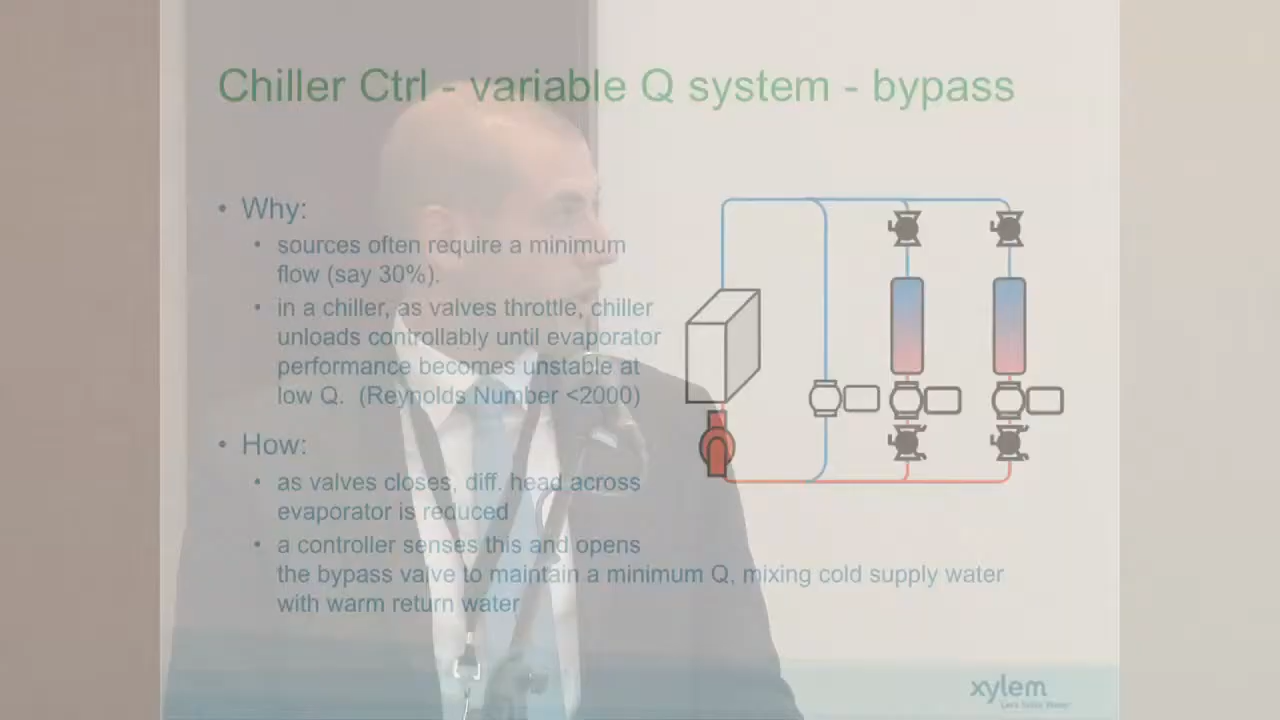 Chiller Ctrl - variable Q system - bypass
• Why:
• sources often require a minimum
flow (say 30%).
• in a chiller, as valves throttle, chiller
unloads controllably until evaporator
performance becomes unstable at
low Q. (Reynolds Number <2000)
• How:
• as valves closes, diff. head across
evaporator is reduced
• a controller senses this and opens
the bypass valve to maintain a minimum Q, mixing cold supply water
with warm return water
xylem
Let's Solve Water